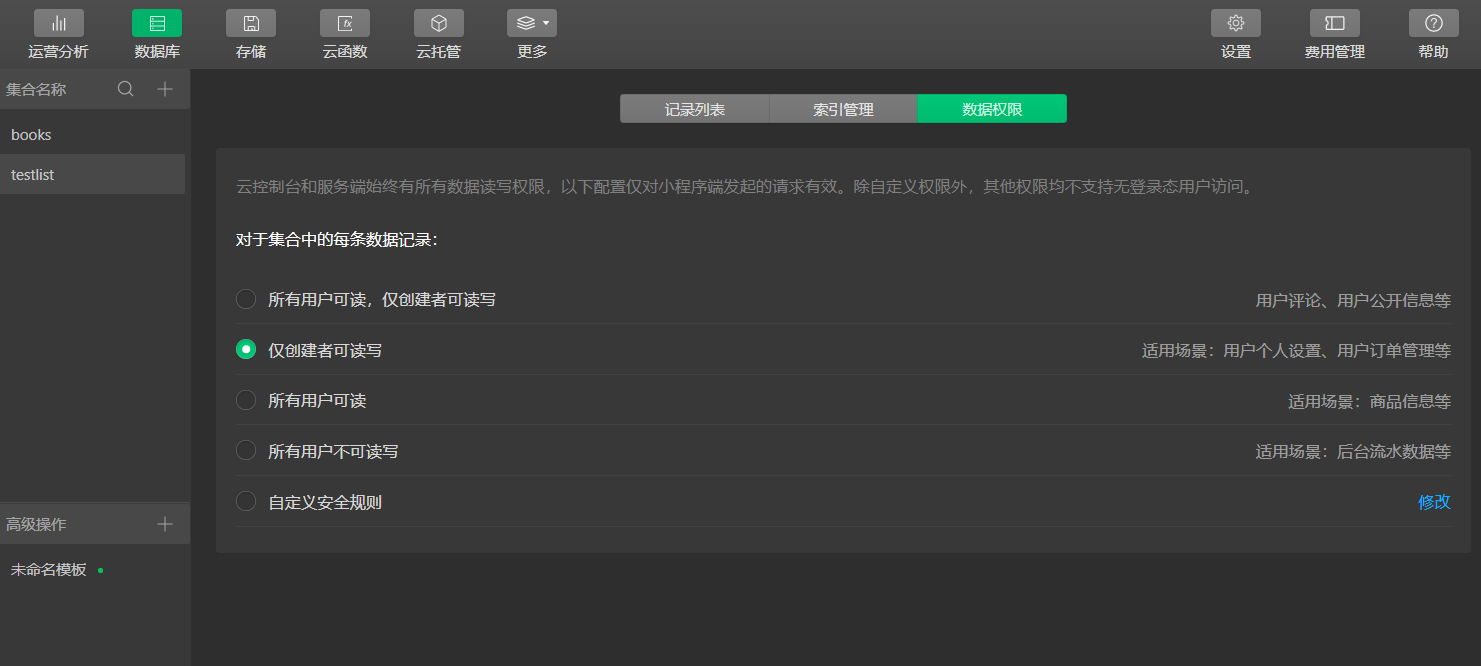 运营分析
数据库
存储
云函数
云托管
更多
设置
费用管理
帮助
集合名称
books
testlist
高级操作
未命名模板
记录列表
索引管理
数据权限
云控制台和服务端始终有所有数据读写权限，以下配置仅对小程序端发起的请求有效。除自定义权限外，其他权限均不支持无登录态用户访问。
对于集合中的每条数据记录：
所有用户可读，仅创建者可读写 用户评论、用户公开信息等
仅创建者可读写 适用场景：用户个人设置、用户订单管理等
所有用户可读 适用场景：商品信息等
所有用户不可读写 适用场景：后台流水数据等
自定义安全规则 修改